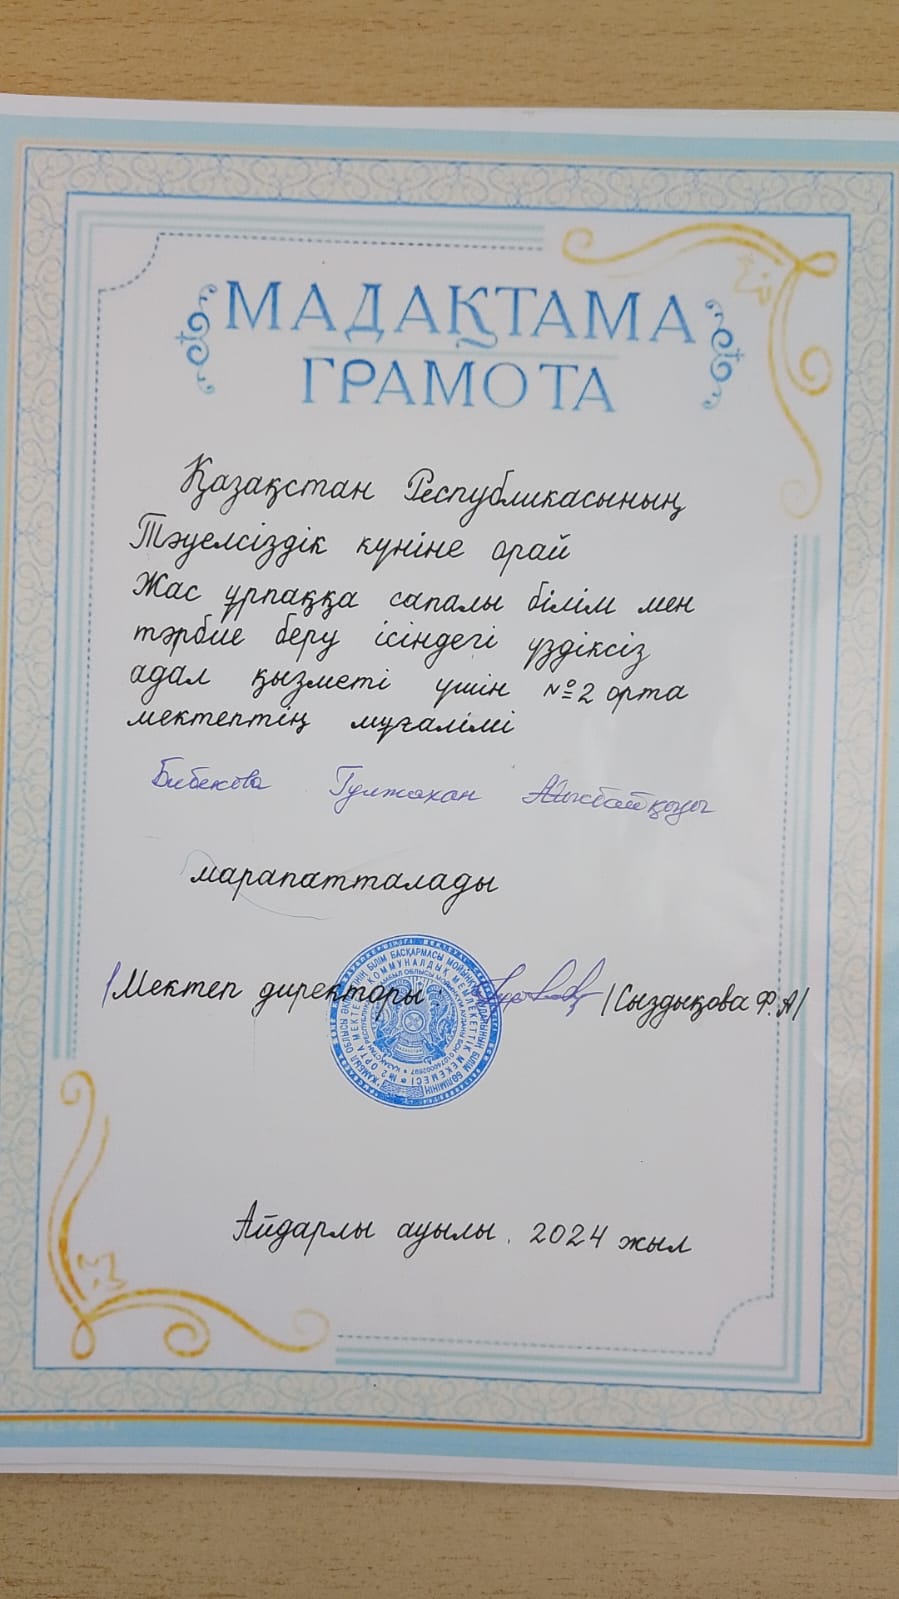 МАДАҚТАМА
ГРАМОТА
Қазақстан Республикасының
Тәуелсіздік күніне орай
Жас ұрпаққа сапалы білім мен
тәрбие беру ісіндегі үздіксіз
адал қызметі үшін №2 орта
мектептің мұғалімі
Бибекова Гулжахан
марапатталады
Мектеп директоры: /Сыздықова Ф.А/
Айдарлы ауылы. 2024 жыл